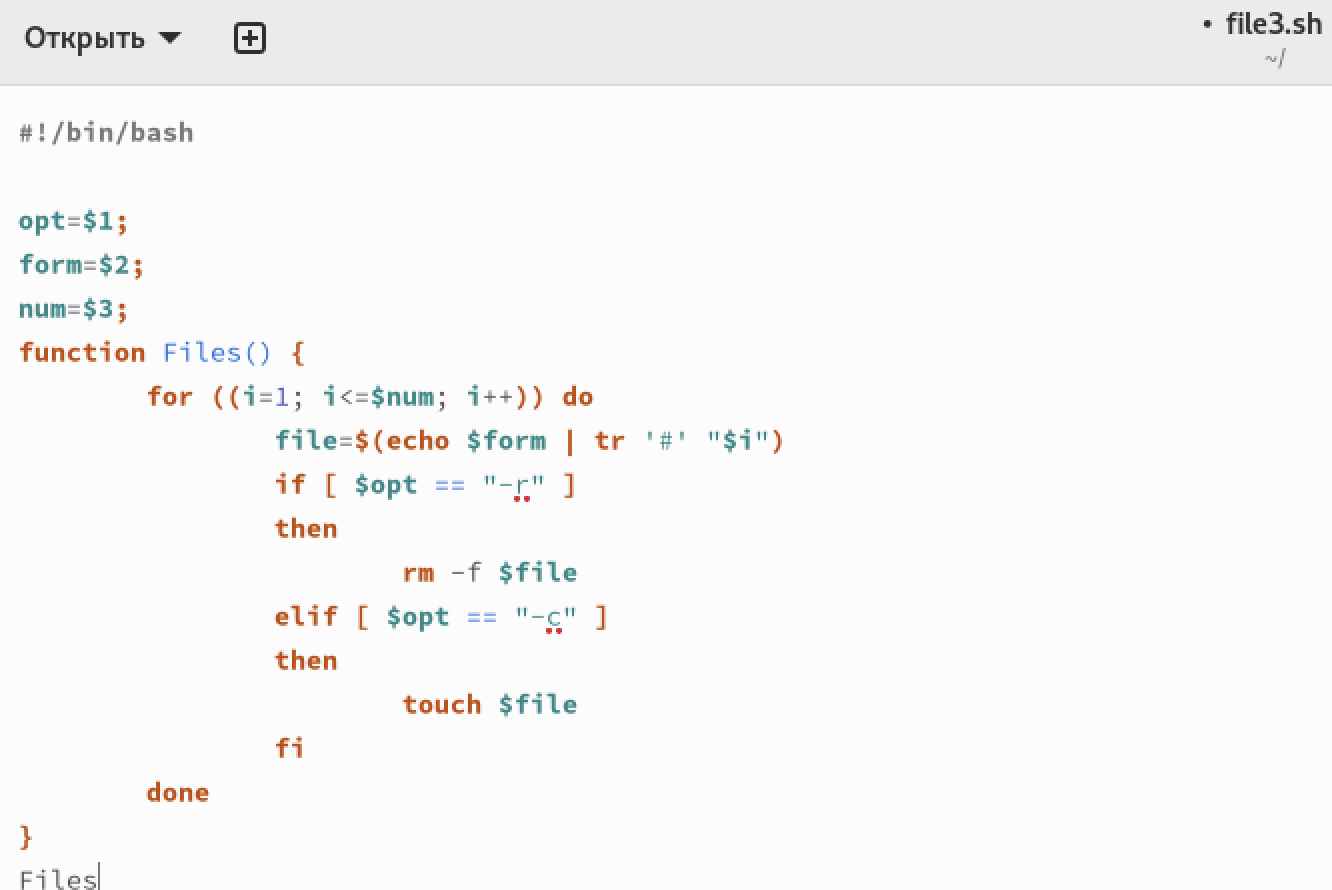 Открыть
• file3.sh
~/
#!/bin/bash
opt=$1;
form=$2;
num=$3;
function Files() {
for ((i=1; i<=$num; i++)) do
file=$(echo $form | tr '#' "$i")
if [ $opt == "-r" ]
then
rm -f $file
elif [ $opt == "-c" ]
then
touch $file
fi
done
}
Files